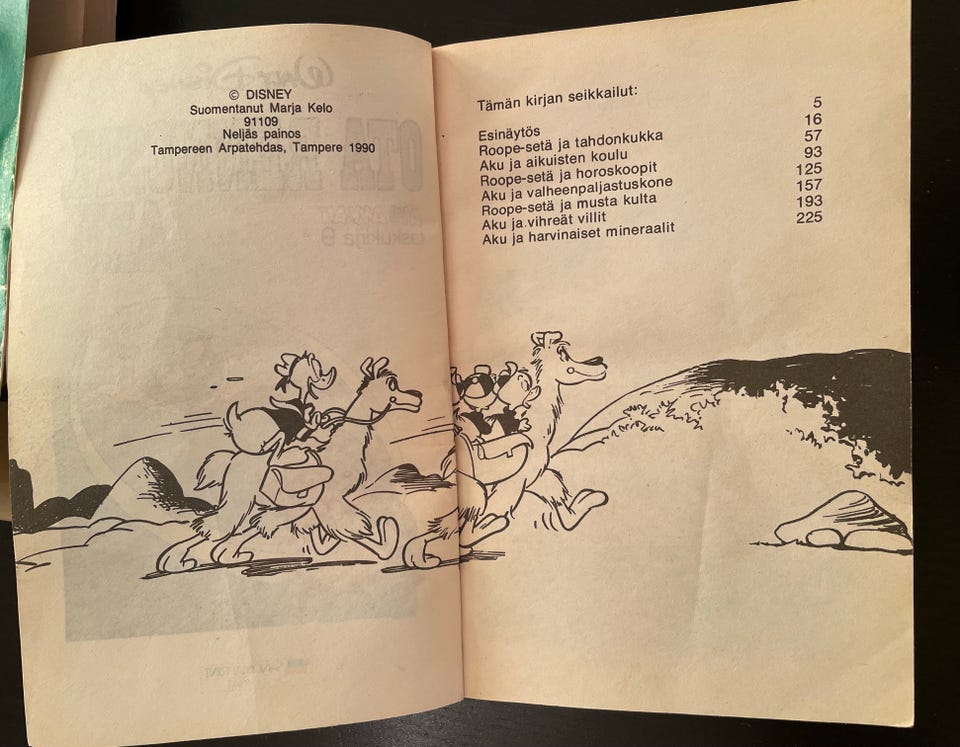 © DISNEY
Suomentanut Marja Kelo
91109
Neljäs painos
Tampereen Arpatehdas, Tampere 1990
Tämän kirjan seikkailut:
Esinäytös 5
Roope-setä ja tahdonkukka 16
Aku ja aikuisten koulu 57
Roope-setä ja horoskoopit 93
Aku ja valheenpaljastuskone 125
Roope-setä ja musta kulta 157
Aku ja vihreät villit 193
Aku ja harvinaiset mineraalit 225